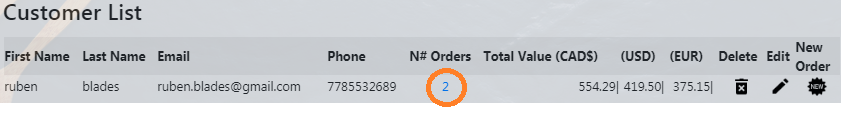 Customer List
First Name Last Name Email Phone N# Orders Total Value (CAD$) (USD) (EUR) Delete Edit New Order
ruben blades ruben.blades@gmail.com 7785532689 2 554.29| 419.50| 375.15| NEW